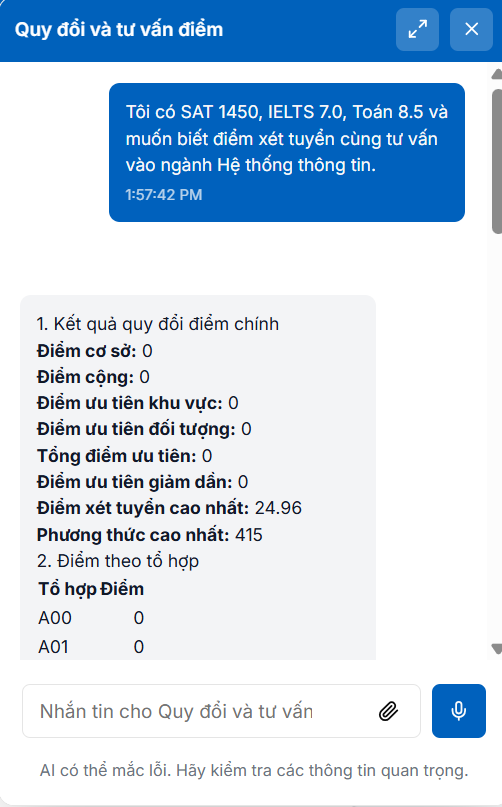 Quy đổi và tư vấn điểm
Tôi có SAT 1450, IELTS 7.0, Toán 8.5 và
muốn biết điểm xét tuyển cùng tư vấn
vào ngành Hệ thống thông tin.
1:57:42 PM
1. Kết quả quy đổi điểm chính
Điểm cơ sở: 0
Điểm cộng: 0
Điểm ưu tiên khu vực: 0
Điểm ưu tiên đối tượng: 0
Tổng điểm ưu tiên: 0
Điểm ưu tiên giảm dần: 0
Điểm xét tuyển cao nhất: 24.96
Phương thức cao nhất: 415
2. Điểm theo tổ hợp
Tổ hợp Điểm
A00 0
A01 0
Nhắn tin cho Quy đổi và tư vấn
AI có thể mắc lỗi. Hãy kiểm tra các thông tin quan trọng.